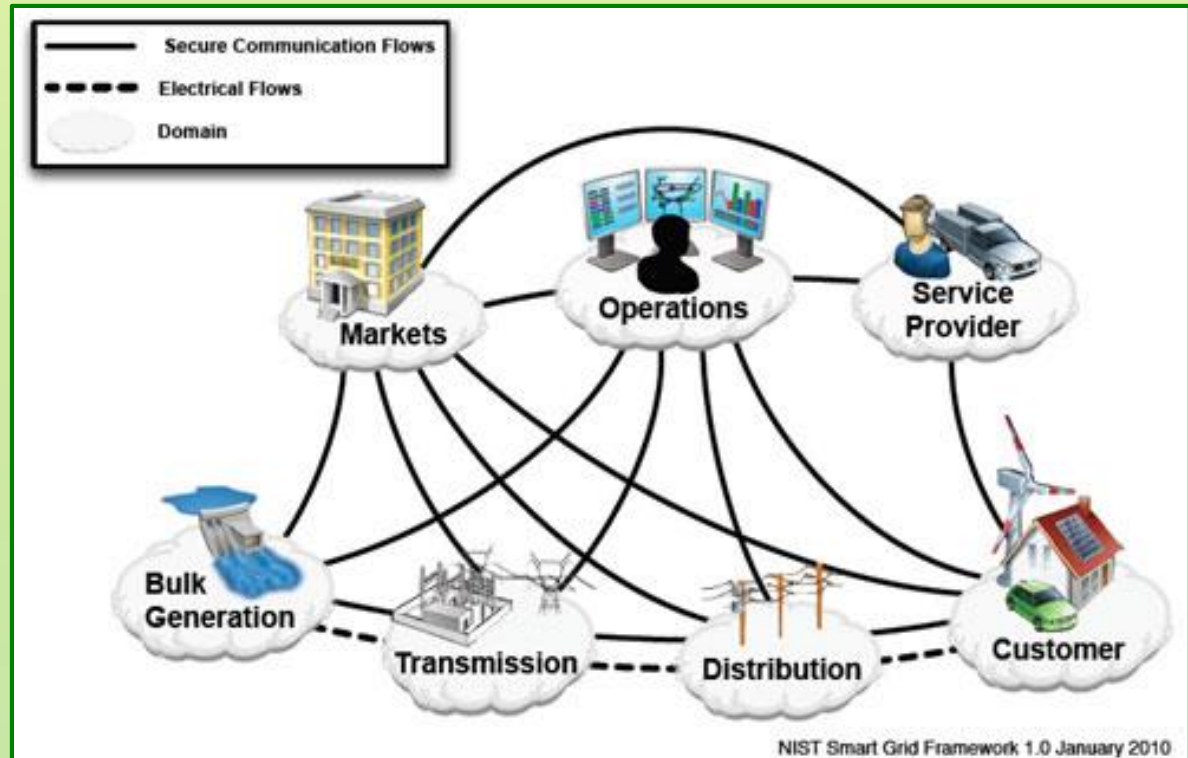 Secure Communication Flows
Electrical Flows
Domain
Markets
Operations
Service
Provider
Bulk
Generation
Transmission
Distribution
Customer
NIST Smart Grid Framework 1.0 January 2010